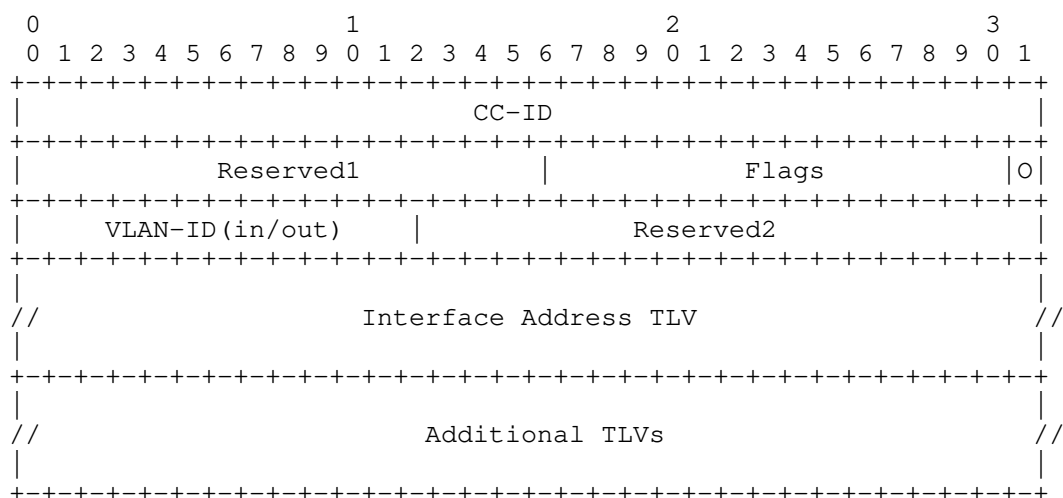 0                   1                   2                   3
 0 1 2 3 4 5 6 7 8 9 0 1 2 3 4 5 6 7 8 9 0 1 2 3 4 5 6 7 8 9 0 1
+-+-+-+-+-+-+-+-+-+-+-+-+-+-+-+-+-+-+-+-+-+-+-+-+-+-+-+-+-+-+-+-+
|                            CC-ID                              |
+-+-+-+-+-+-+-+-+-+-+-+-+-+-+-+-+-+-+-+-+-+-+-+-+-+-+-+-+-+-+-+-+
|            Reserved1            |            Flags           |O|
+-+-+-+-+-+-+-+-+-+-+-+-+-+-+-+-+-+-+-+-+-+-+-+-+-+-+-+-+-+-+-+-+
|     VLAN-ID(in/out)    |             Reserved2                |
+-+-+-+-+-+-+-+-+-+-+-+-+-+-+-+-+-+-+-+-+-+-+-+-+-+-+-+-+-+-+-+-+
|                                                               |
//                    Interface Address TLV                     //
|                                                               |
+-+-+-+-+-+-+-+-+-+-+-+-+-+-+-+-+-+-+-+-+-+-+-+-+-+-+-+-+-+-+-+-+
|                                                               |
//                        Additional TLVs                       //
|                                                               |
+-+-+-+-+-+-+-+-+-+-+-+-+-+-+-+-+-+-+-+-+-+-+-+-+-+-+-+-+-+-+-+-+